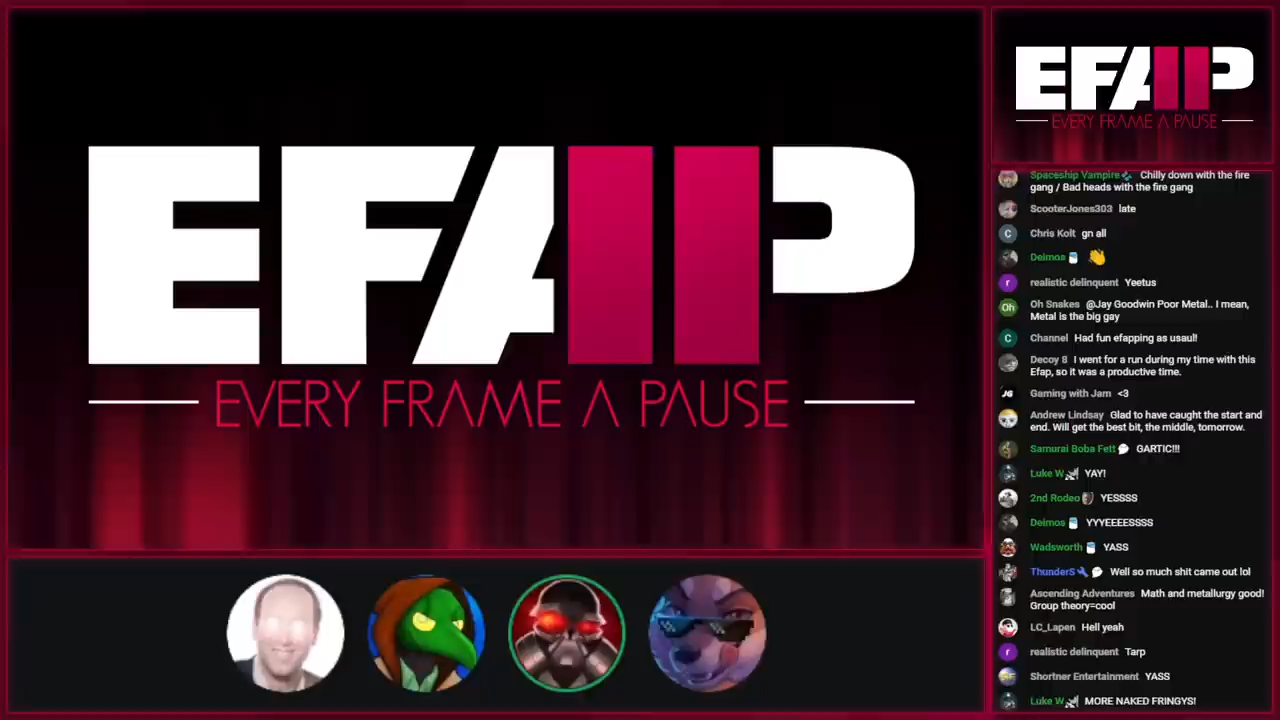 EFAP
EVERY FRAME A PAUSE
EFAP
EVERY FRAME A PAUSE
Spaceship Vampire Chilly down with the fire
gang / Bad heads with the fire gang
ScooterJones303 late
C Chris Kolt gn all
Deimos 👏
r realistic delinquent Yeetus
Oh Oh Snakes @Jay Goodwin Poor Metal.. I mean,
Metal is the big gay
C Channel Had fun efapping as usaul!
Decoy 8 I went for a run during my time with this
Efap, so it was a productive time.
JG Gaming with Jam <3
Andrew Lindsay Glad to have caught the start and
end. Will get the best bit, the middle, tomorrow.
Samurai Boba Fett GARTIC!!!
Luke W YAY!
2nd Rodeo YESSSS
Deimos YYYEEEESSSS
Wadsworth YASS
ThunderS Well so much shit came out lol
Ascending Adventures Math and metallurgy good!
Group theory=cool
LC_Lapen Hell yeah
r realistic delinquent Tarp
Shortner Entertainment YASS
Luke W MORE NAKED FRINGYS!